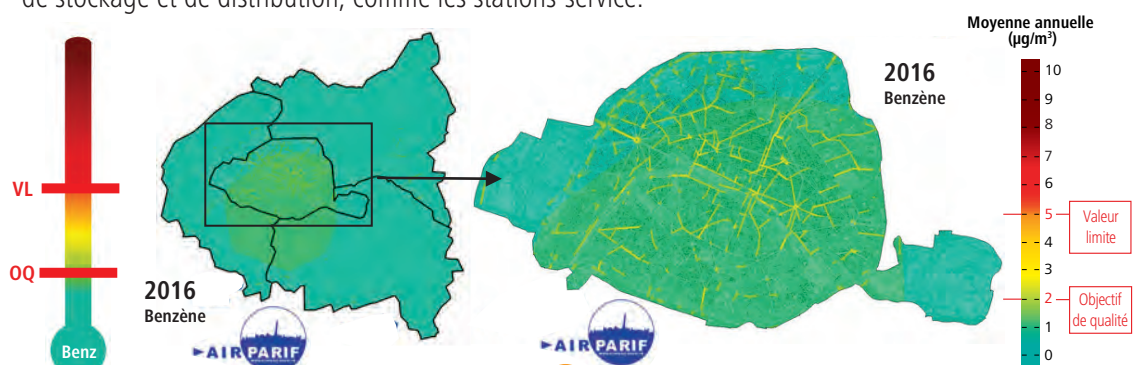 de stockage et de distribution, comme les stations-service.
VL
OQ
Benz
2016
Benzène
AIRPARIF
2016
Benzène
AIRPARIF
Moyenne annuelle
(µg/m³)
10
9
8
7
6
5
4
3
2
1
0
Valeur
limite
Objectif
de qualité